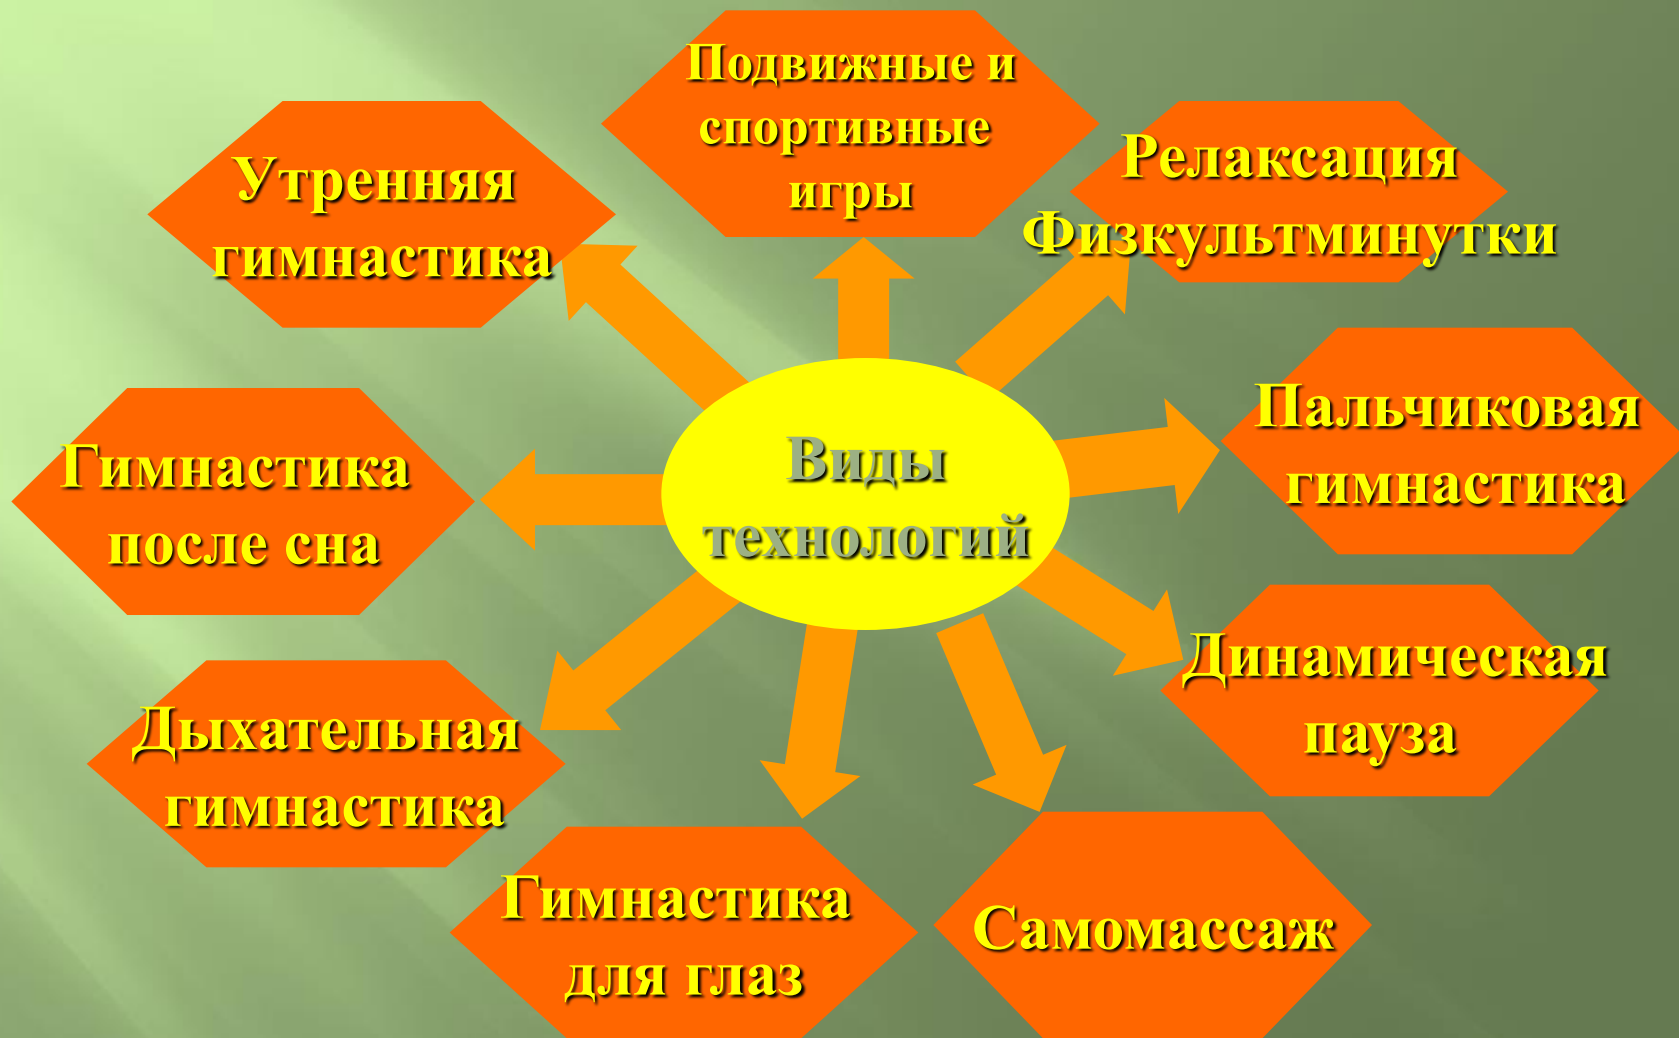 Подвижные и
спортивные
игры
Утренняя
гимнастика
Релаксация
Физкультминутки
Гимнастика
после сна
Виды
технологий
Пальчиковая
гимнастика
Дыхательная
гимнастика
Динамическая
пауза
Гимнастика
для глаз
Самомассаж